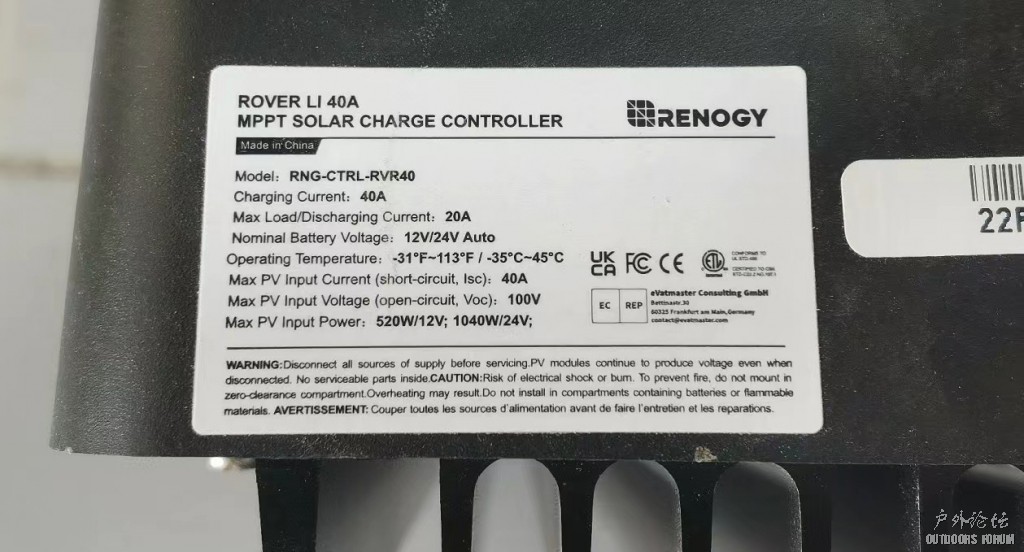 ROVER LI 40A
MPPT SOLAR CHARGE CONTROLLER
RENOGY
Made in China
Model: RNG-CTRL-RVR40
Charging Current: 40A
Max Load/Discharging Current: 20A
Nominal Battery Voltage: 12V/24V Auto
Operating Temperature: -31°F~113°F / -35°C~45°C
Max PV Input Current (short-circuit, Isc): 40A
Max PV Input Voltage (open-circuit, Voc): 100V
Max PV Input Power: 520W/12V; 1040W/24V;
UK
CA
FC CE
ETL
CONFORMS TO
EC REP
eVatmaster Consulting GmbH
Bettinastr.30
60325 Frankfurt am Main, Germany
contact@evatmaster.com
WARNING:Disconnect all sources of supply before servicing.PV modules continue to produce voltage even when
disconnected. No serviceable parts inside.CAUTION:Risk of electrical shock or burn. To prevent fire, do not mount in
zero-clearance compartment.Overheating may result.Do not install in compartments containing batteries or flammable
materials. AVERTISSEMENT: Couper toutes les sources d'alimentation avant de faire l'entretien et les reparations.
22F
户外论坛
OUTDOORS FORUM